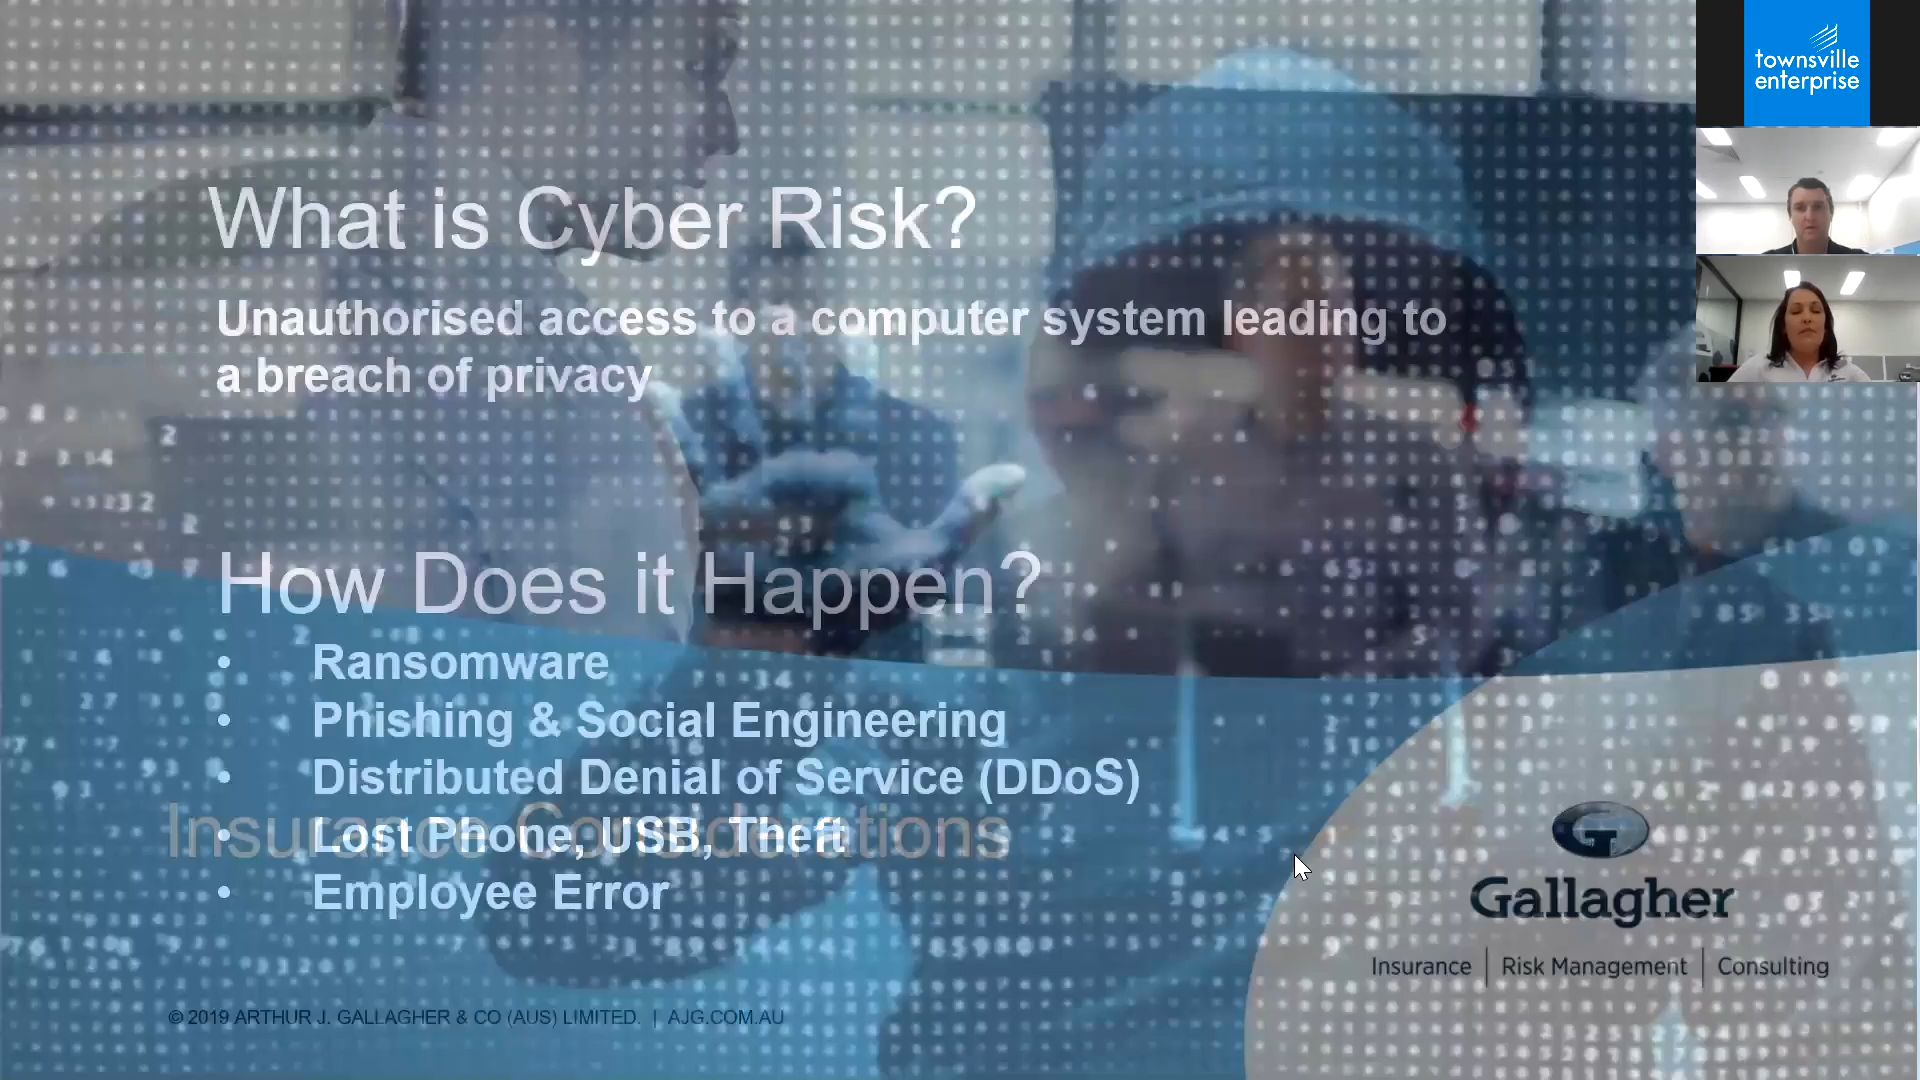 townsville
enterprise
What is Cyber Risk?
Unauthorised access to a computer system leading to
a breach of privacy
How Does it Happen?
• Ransomware
• Phishing & Social Engineering
• Distributed Denial of Service (DDoS)
• Lost Phone, USB, Theft
Insurance Considerations
• Employee Error
Gallagher
Insurance | Risk Management | Consulting
© 2019 ARTHUR J. GALLAGHER & CO (AUS) LIMITED. | AJG.COM.AU